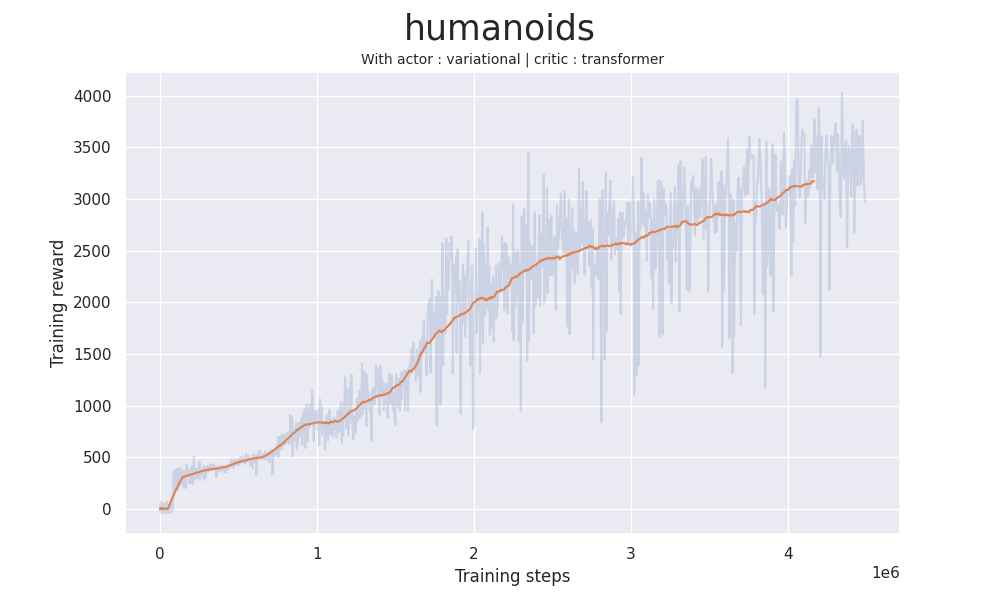 humanoids
With actor : variational | critic : transformer
Training reward
4000
3500
3000
2500
2000
1500
1000
500
0
0 1 2 3 4
1e6
Training steps